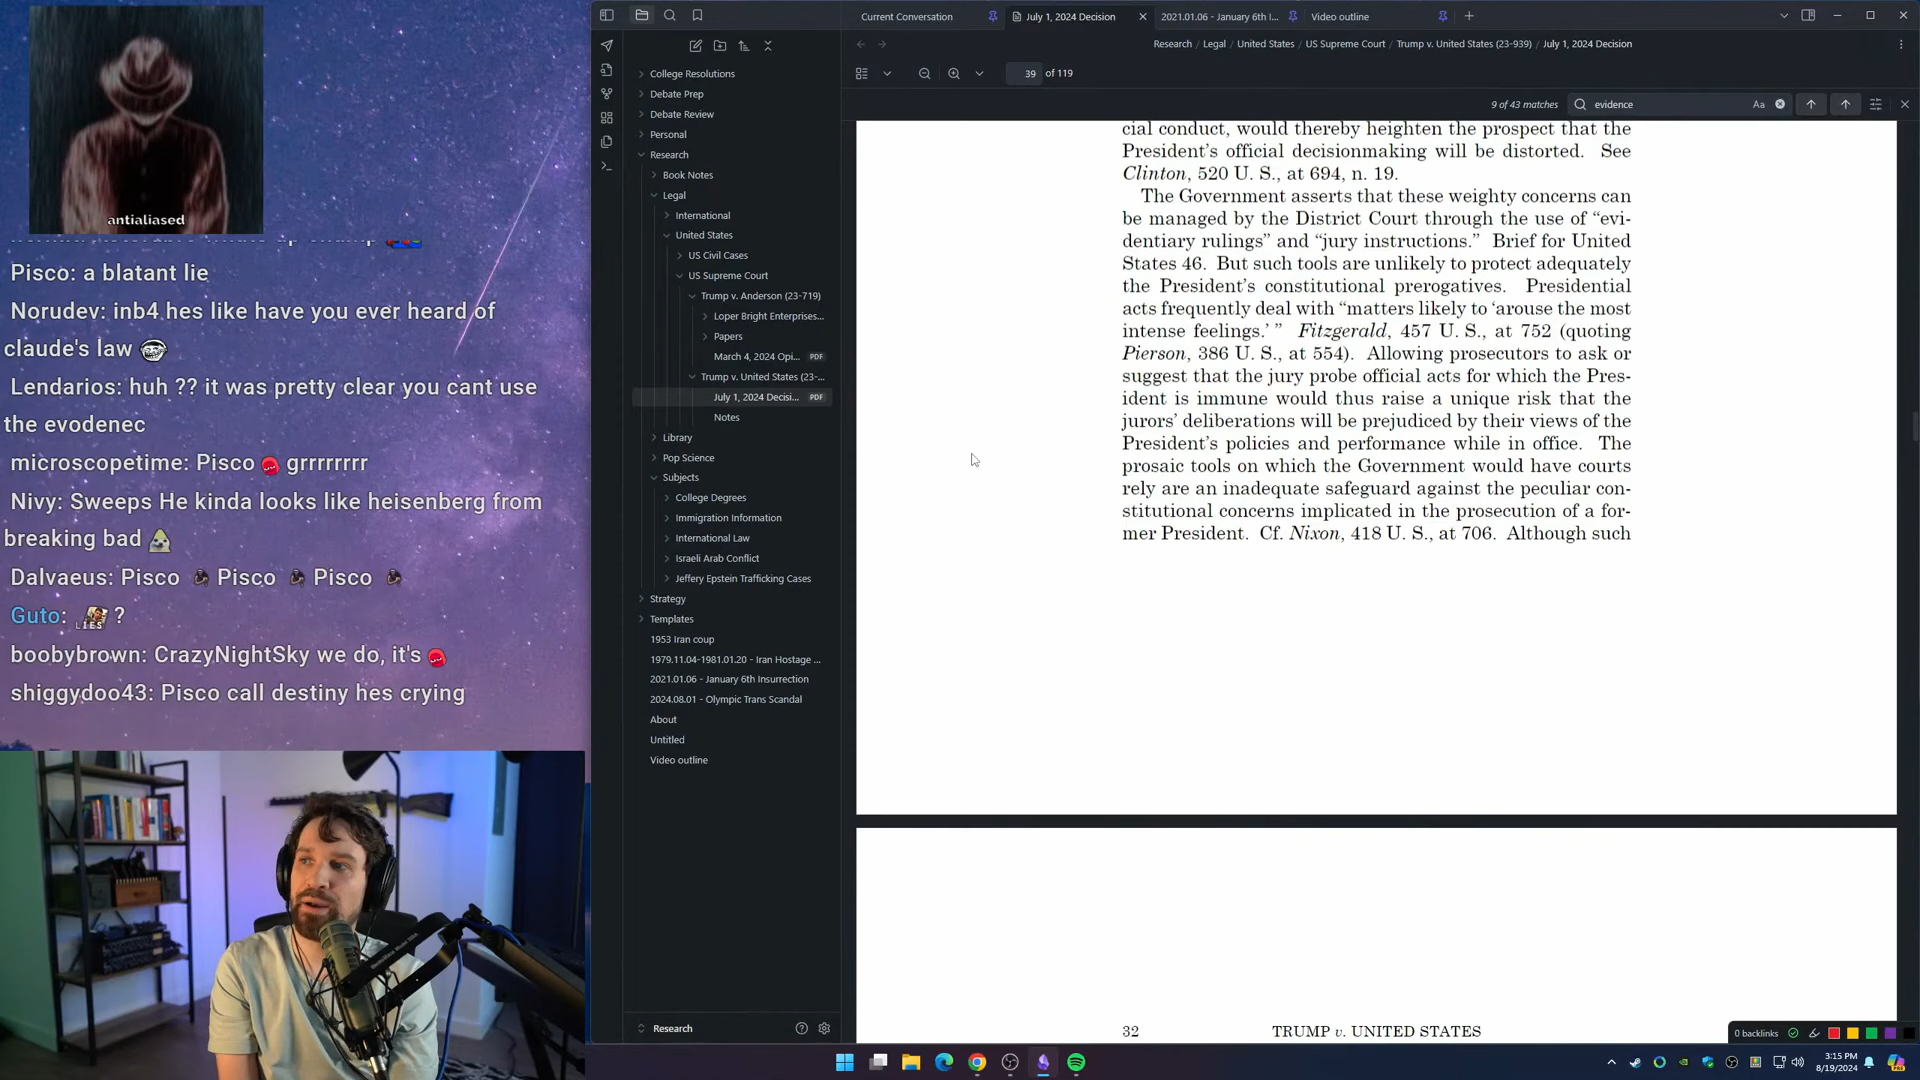 antialiased
Pisco: a blatant lie
Norudev: inb4 hes like have you ever heard of
claude's law
Lendarios: huh ?? it was pretty clear you cant use
the evodenec
microscopetime: Pisco grrrrrrr
Nivy: Sweeps He kinda looks like heisenberg from
breaking bad
Dalvaeus: Pisco Pisco Pisco
Guto: LIES ?
boobybrown: CrazyNightSky we do, it's
shiggydoo43: Pisco call destiny hes crying
College Resolutions
Debate Prep
Debate Review
Personal
Research
Book Notes
Legal
International
United States
US Civil Cases
US Supreme Court
Trump v. Anderson (23-719)
Loper Bright Enterprises...
Papers
March 4, 2024 Opi... PDF
Trump v. United States (23-...
July 1, 2024 Decisi... PDF
Notes
Library
Pop Science
Subjects
College Degrees
Immigration Information
International Law
Israeli Arab Conflict
Jeffery Epstein Trafficking Cases
Strategy
Templates
1953 Iran coup
1979.11.04-1981.01.20 - Iran Hostage ...
2021.01.06 - January 6th Insurrection
2024.08.01 - Olympic Trans Scandal
About
Untitled
Video outline
Research
Current Conversation July 1, 2024 Decision 2021.01.06 - January 6th I... Video outline
Research / Legal / United States / US Supreme Court / Trump v. United States (23-939) / July 1, 2024 Decision
39 of 119
9 of 43 matches evidence Aa
cial conduct, would thereby heighten the prospect that the
President's official decisionmaking will be distorted. See
Clinton, 520 U. S., at 694, n. 19.
The Government asserts that these weighty concerns can
be managed by the District Court through the use of “evi-
dentiary rulings” and “jury instructions.” Brief for United
States 46. But such tools are unlikely to protect adequately
the President's constitutional prerogatives. Presidential
acts frequently deal with “matters likely to ‘arouse the most
intense feelings.’ ” Fitzgerald, 457 U. S., at 752 (quoting
Pierson, 386 U. S., at 554). Allowing prosecutors to ask or
suggest that the jury probe official acts for which the Pres-
ident is immune would thus raise a unique risk that the
jurors' deliberations will be prejudiced by their views of the
President's policies and performance while in office. The
prosaic tools on which the Government would have courts
rely are an inadequate safeguard against the peculiar con-
stitutional concerns implicated in the prosecution of a for-
mer President. Cf. Nixon, 418 U. S., at 706. Although such
32 TRUMP v. UNITED STATES
0 backlinks
3:15 PM
8/19/2024